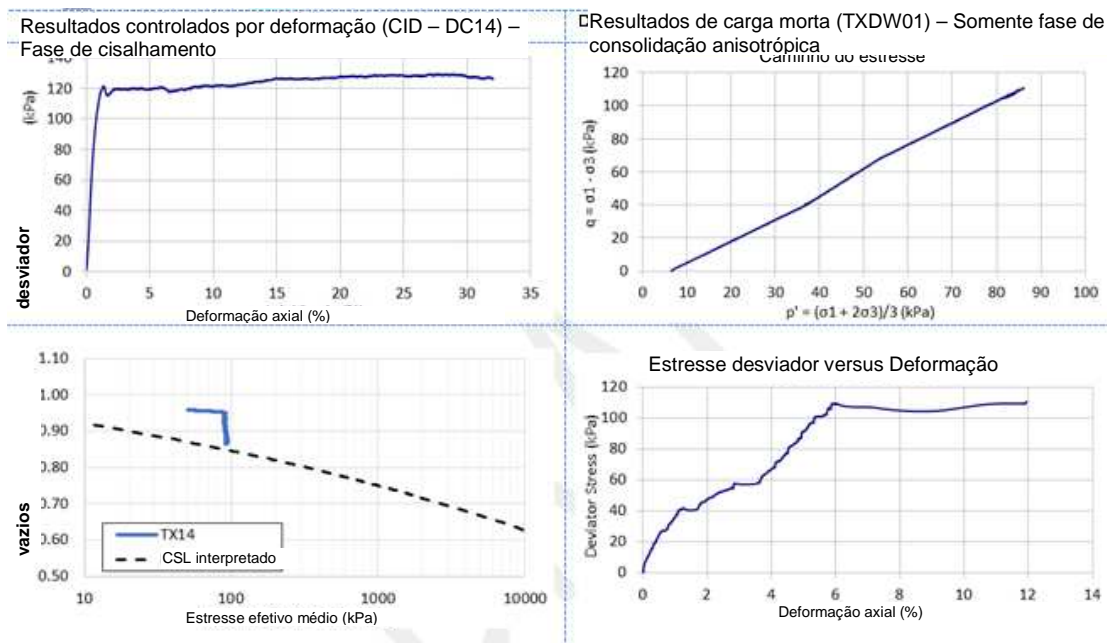 Resultados controlados por deformação (CID – DC14) –
Fase de cisalhamento
140
120
100
80
60
40
20
0
(kPa)
desviador
0 5 10 15 20 25 30 35
Deformação axial (%)
Resultados de carga morta (TXDW01) – Somente fase de
consolidação anisotrópica
Caminho do estresse
120
100
80
60
40
20
0
q = σ1 - σ3 (kPa)
0 10 20 30 40 50 60 70 80 90 100
p' = (σ1 + 2σ3)/3 (kPa)
1.10
1.00
0.90
0.80
0.70
0.60
0.50
vazios
TX14
CSL interpretado
10 100 1000 10000
Estresse efetivo médio (kPa)
Estresse desviador versus Deformação
120
100
80
60
40
20
0
Deviator Stress (kPa)
0 2 4 6 8 10 12 14
Deformação axial (%)